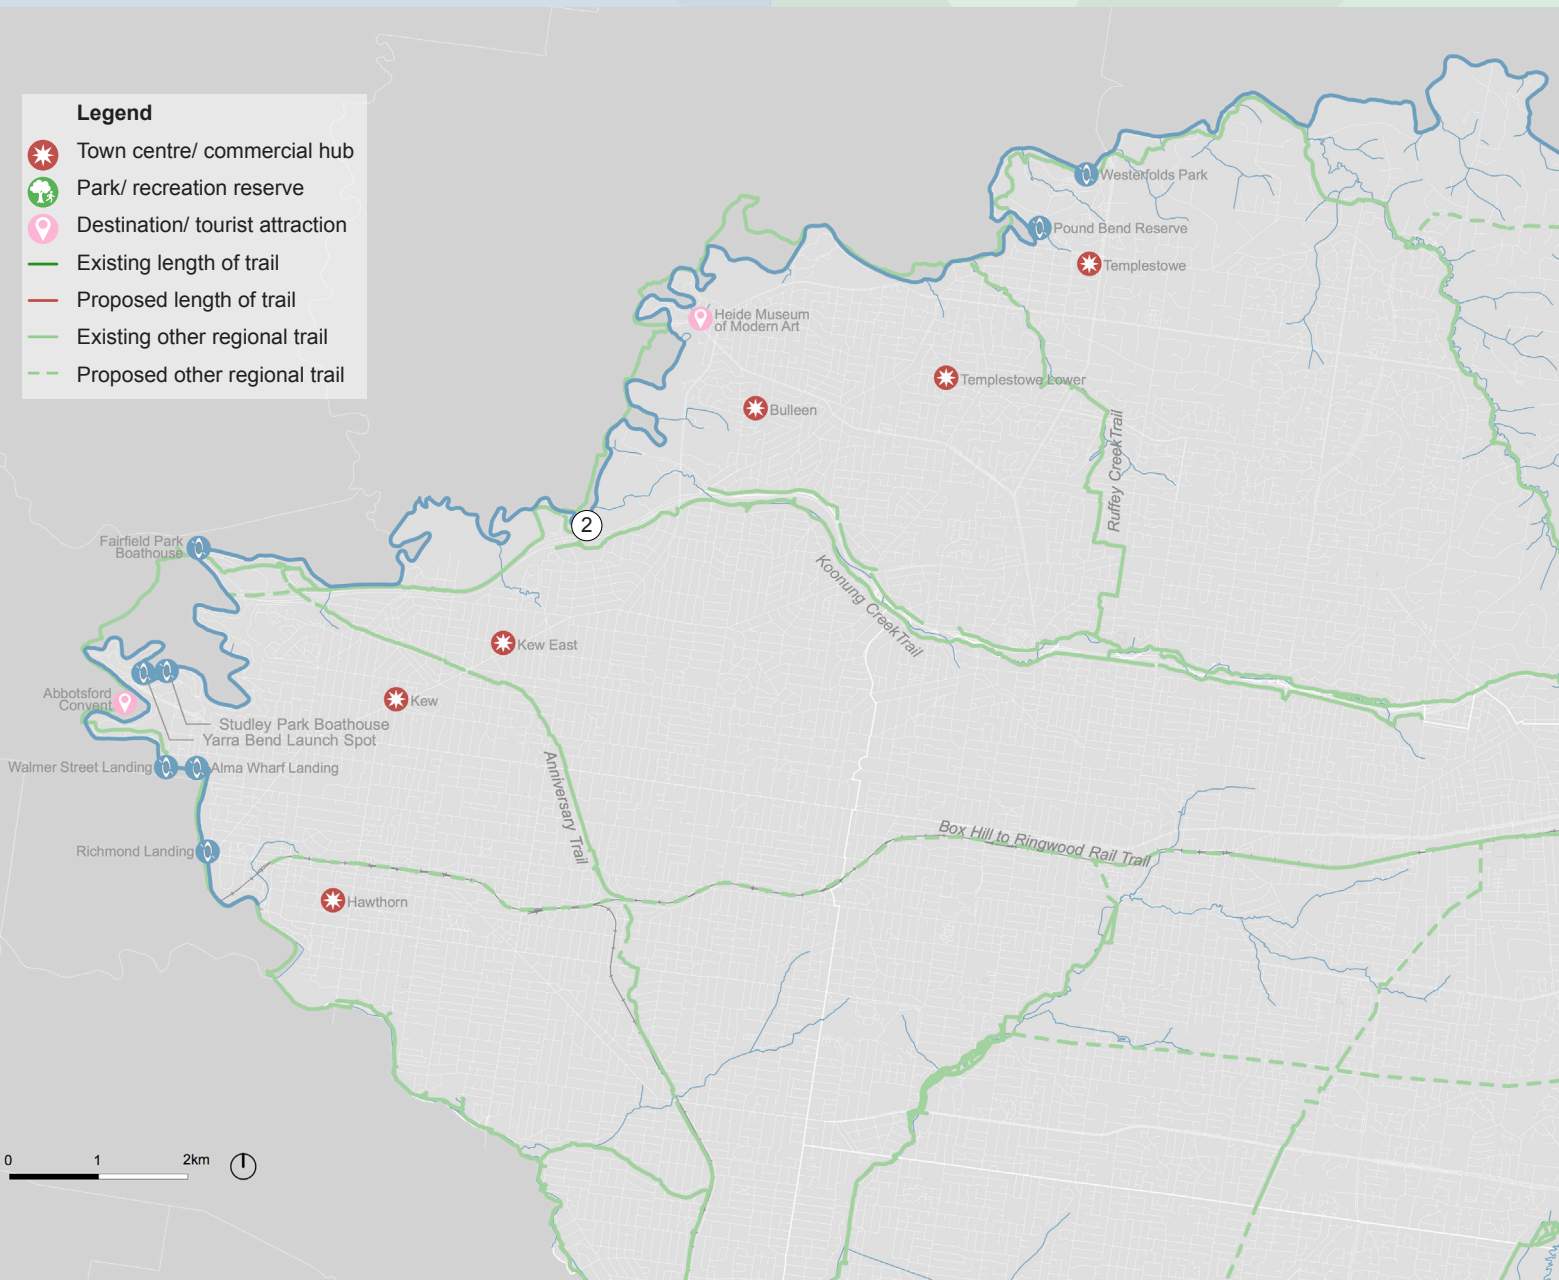 Legend
Town centre/ commercial hub
Park/ recreation reserve
Destination/ tourist attraction
Existing length of trail
Proposed length of trail
Existing other regional trail
Proposed other regional trail
Westerfolds Park
Pound Bend Reserve
Templestowe
Heide Museum
of Modern Art
Templestowe Lower
Bulleen
Ruffey CreekTrail
2
Fairfield Park
Boathouse
Koonung CreekTrail
Kew East
Abbotsford
Convent
Kew
Studley Park Boathouse
Yarra Bend Launch Spot
Walmer Street Landing
Alma Wharf Landing
Anniversary Trail
Richmond Landing
Box Hill to Ringwood Rail Trail
Hawthorn
0 1 2km